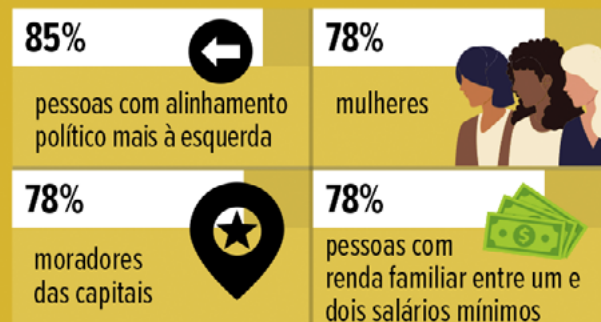 85%
pessoas com alinhamento
político mais à esquerda
78%
mulheres
78%
moradores
das capitais
78%
pessoas com
renda familiar entre um e
dois salários mínimos